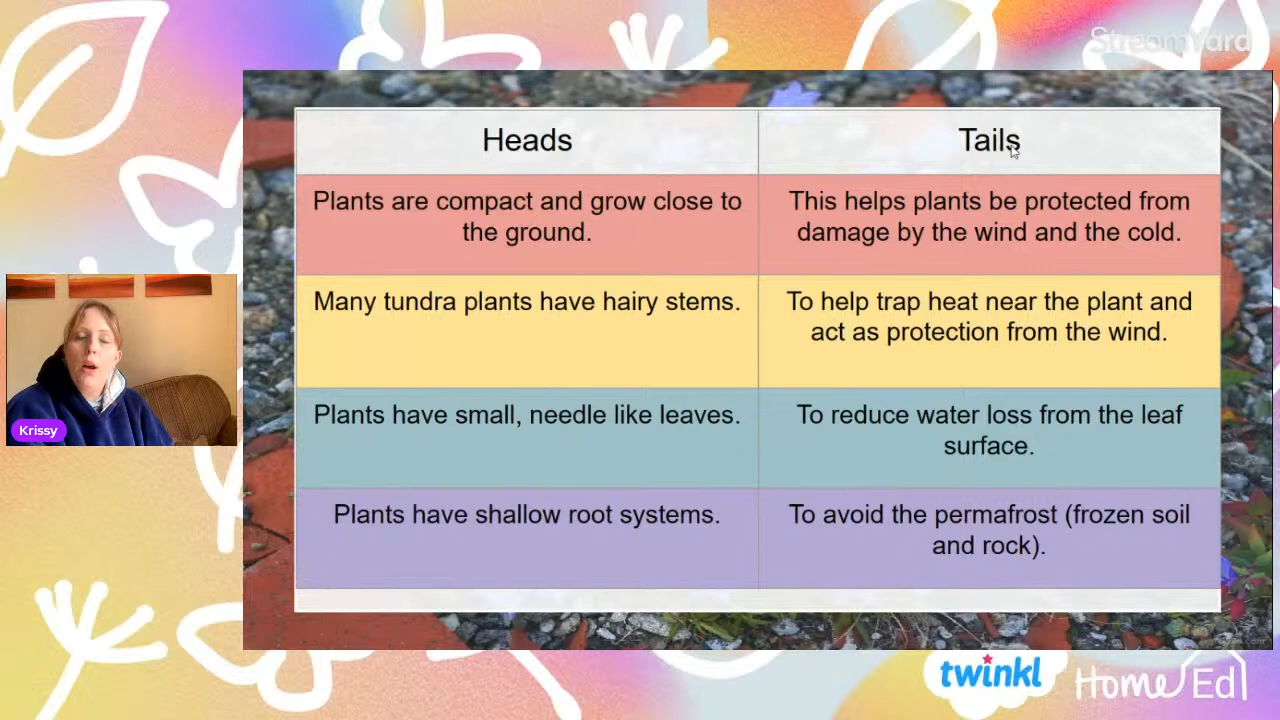 StreamYard
Heads
Tails
Plants are compact and grow close to
the ground.
This helps plants be protected from
damage by the wind and the cold.
Many tundra plants have hairy stems.
To help trap heat near the plant and
act as protection from the wind.
Plants have small, needle like leaves.
To reduce water loss from the leaf
surface.
Plants have shallow root systems.
To avoid the permafrost (frozen soil
and rock).
Krissy
twinkl Home Ed